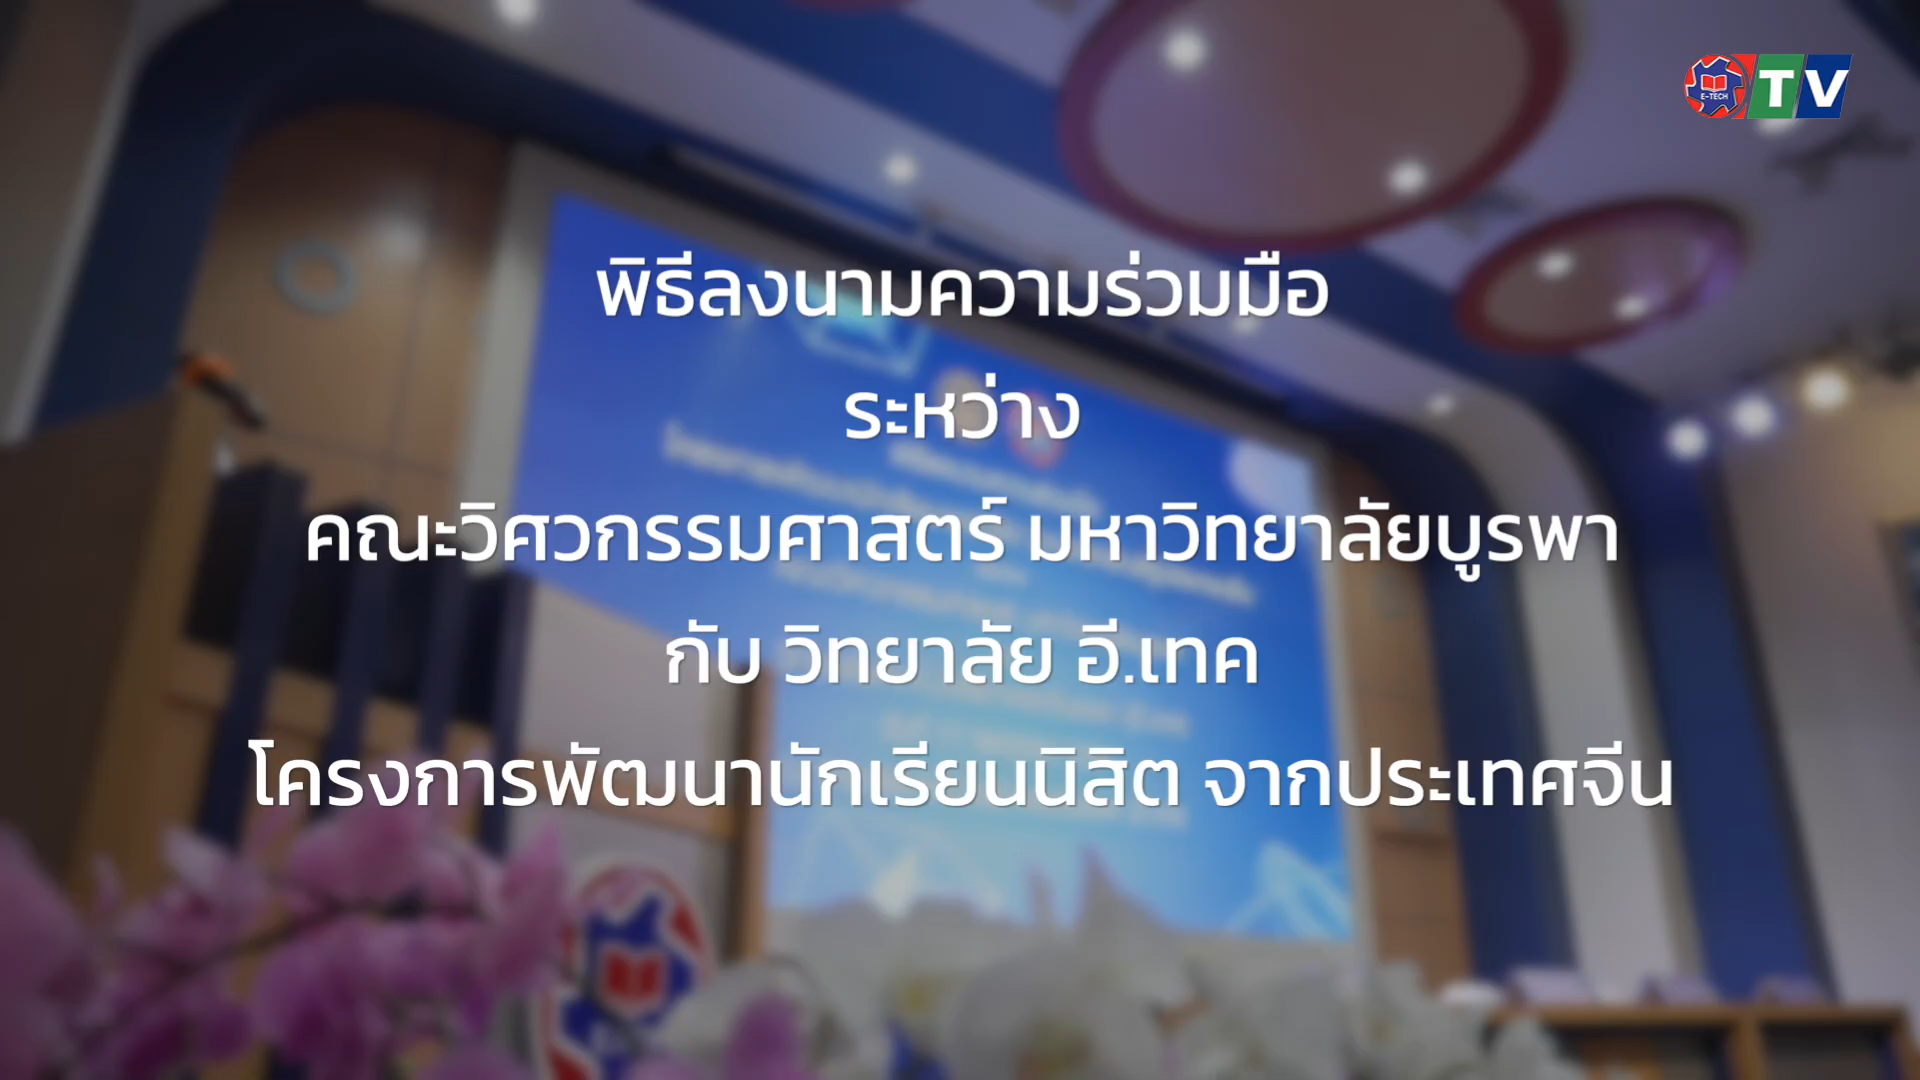 E-TECH TV
พิธีลงนามความร่วมมือ
ระหว่าง
คณะวิศวกรรมศาสตร์ มหาวิทยาลัยบูรพา
กับ วิทยาลัย อี.เทค
โครงการพัฒนานักเรียนนิสิต จากประเทศจีน